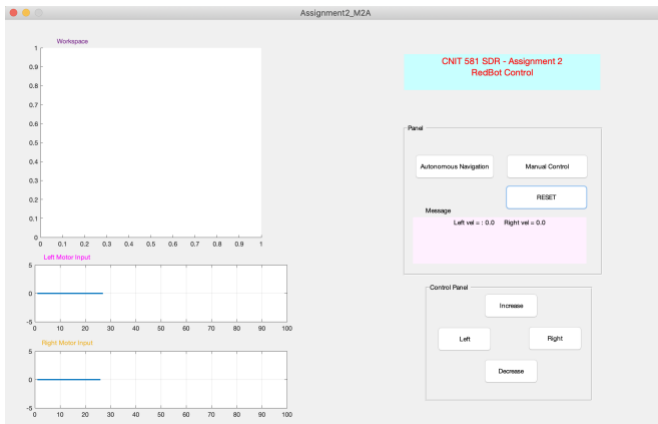 Assignment2_M2A
Workspace
1
0.9
0.8
0.7
0.6
0.5
0.4
0.3
0.2
0.1
0
0 0.1 0.2 0.3 0.4 0.5 0.6 0.7 0.8 0.9 1
Left Motor Input
5
0
-5
0 10 20 30 40 50 60 70 80 90 100
Right Motor Input
5
0
-5
0 10 20 30 40 50 60 70 80 90 100
CNIT 581 SDR - Assignment 2
RedBot Control
Panel
Autonomous Navigation Manual Control
RESET
Message
Left vel = : 0.0 Right vel = 0.0
Control Panel
Increase
Left Right
Decrease